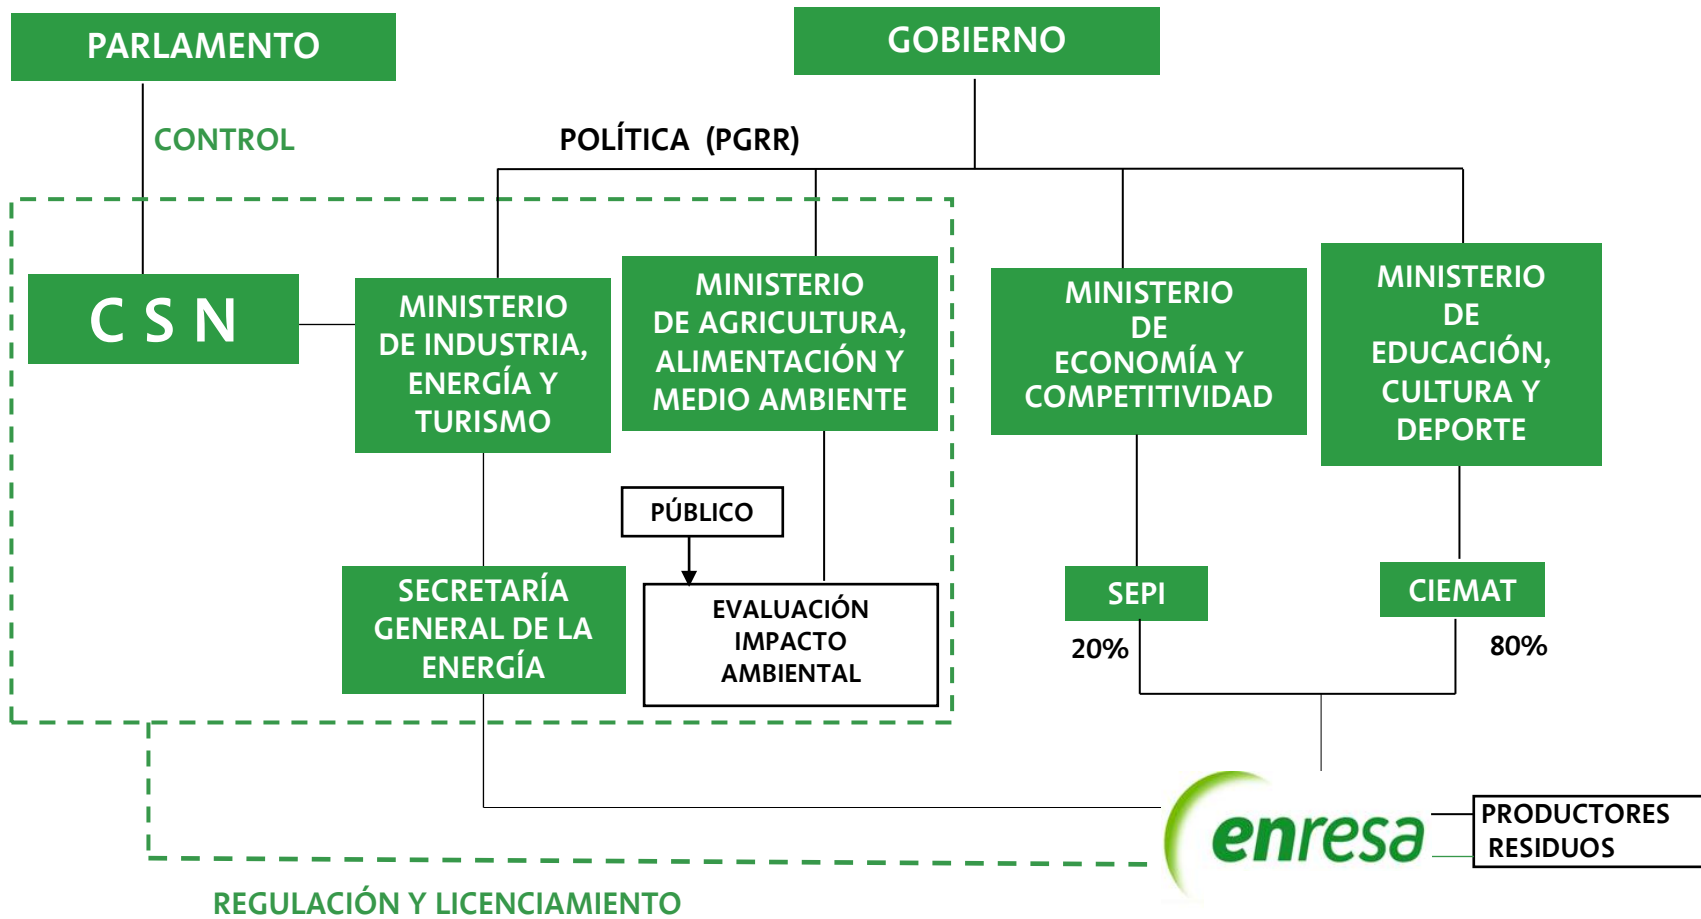 PARLAMENTO
GOBIERNO
CONTROL
POLÍTICA (PGRR)
C S N
MINISTERIO
DE INDUSTRIA,
ENERGÍA Y
TURISMO
MINISTERIO
DE AGRICULTURA,
ALIMENTACIÓN Y
MEDIO AMBIENTE
MINISTERIO
DE
ECONOMÍA Y
COMPETITIVIDAD
MINISTERIO
DE
EDUCACIÓN,
CULTURA Y
DEPORTE
PÚBLICO
SECRETARÍA
GENERAL DE LA
ENERGÍA
EVALUACIÓN
IMPACTO
AMBIENTAL
SEPI
CIEMAT
20%
80%
enresa
PRODUCTORES
RESIDUOS
REGULACIÓN Y LICENCIAMIENTO